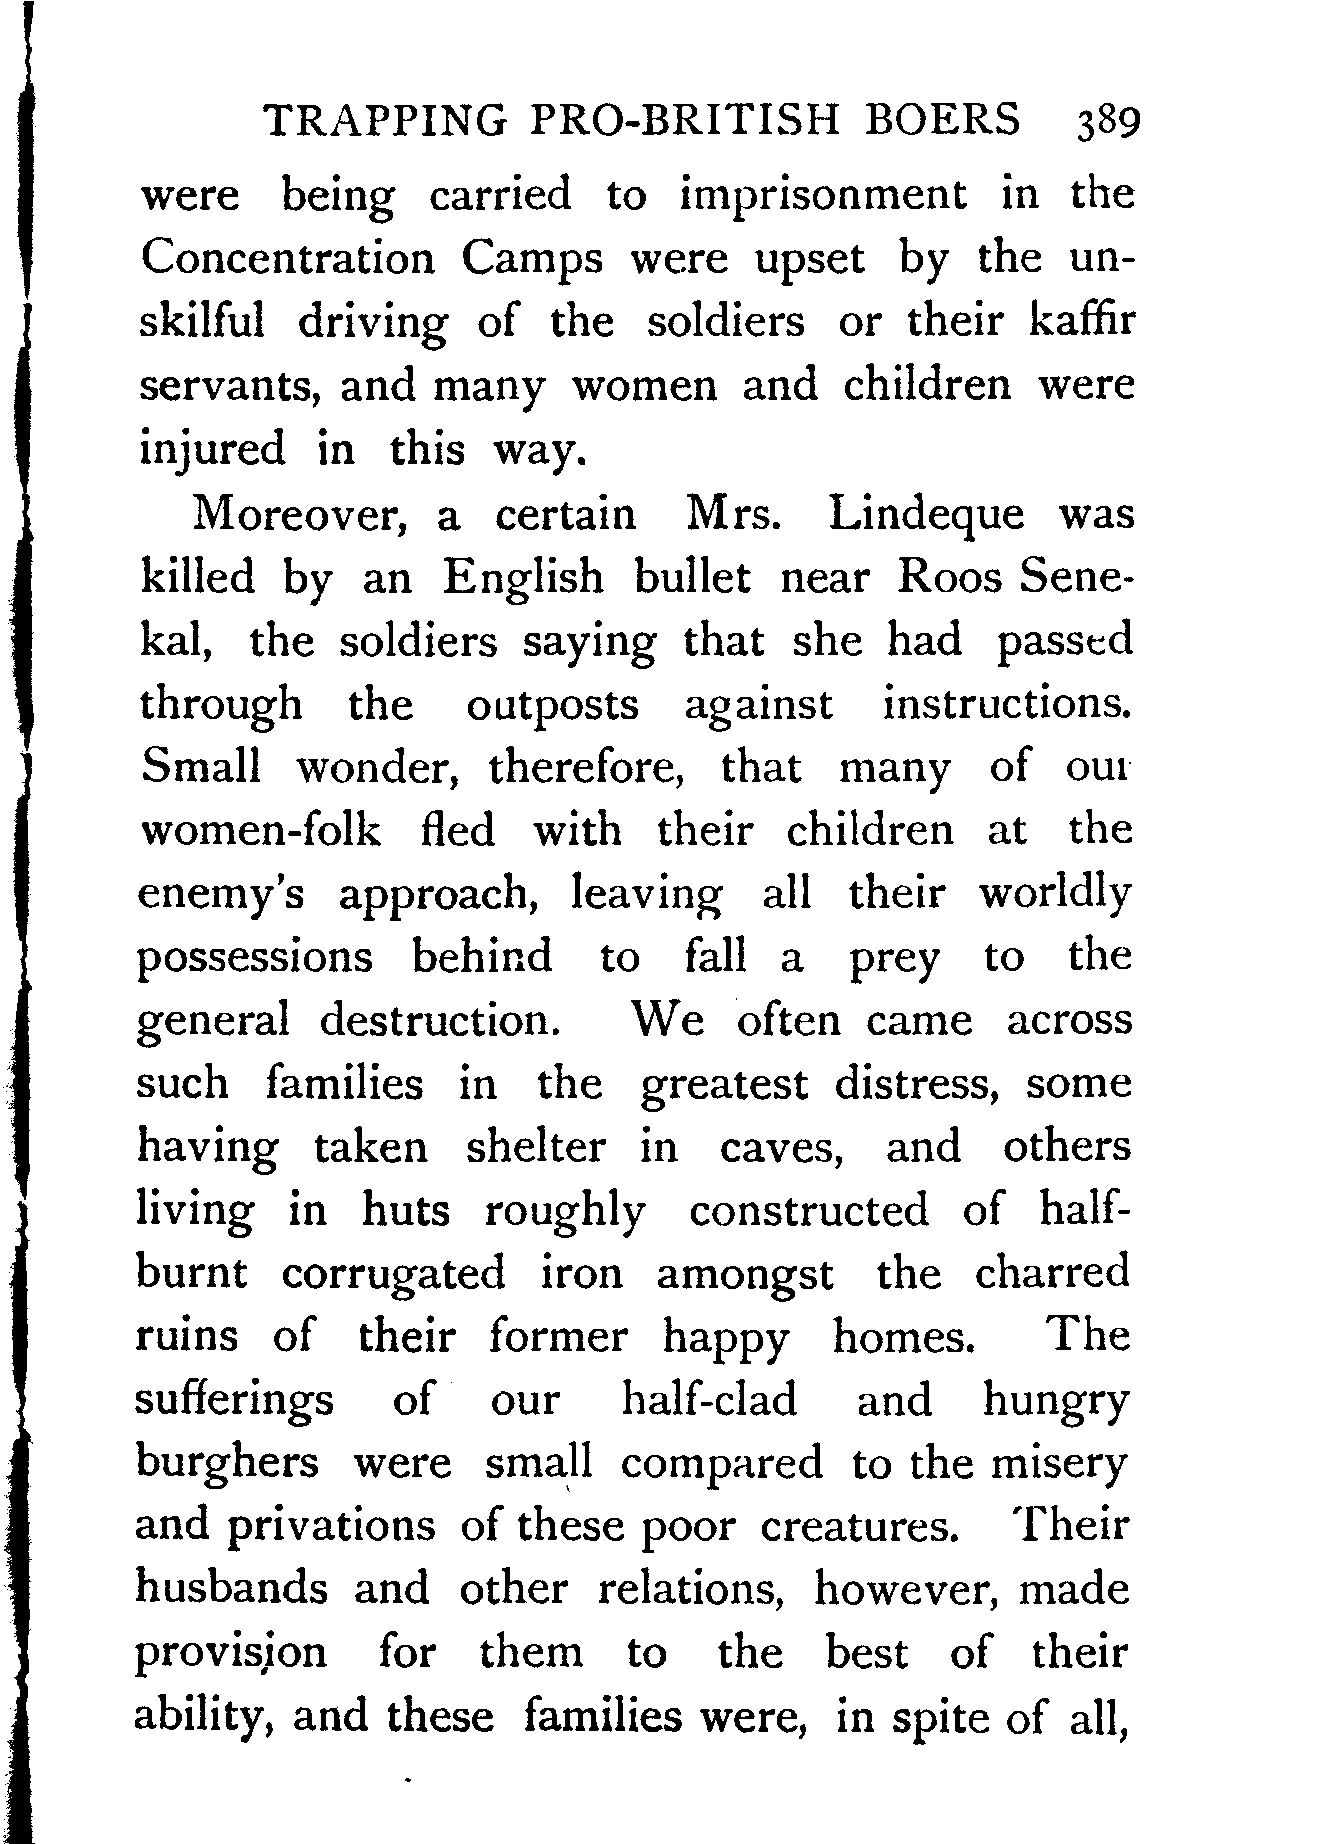 TRAPPING PRO-BRITISH BOERS 389
were being carried to imprisonment in the
Concentration Camps were upset by the un-
skilful driving of the soldiers or their kaffir
servants, and many women and children were
injured in this way.
Moreover, a certain Mrs. Lindeque was
killed by an English bullet near Roos Sene-
kal, the soldiers saying that she had passed
through the outposts against instructions.
Small wonder, therefore, that many of our
women-folk fled with their children at the
enemy's approach, leaving all their worldly
possessions behind to fall a prey to the
general destruction. We often came across
such families in the greatest distress, some
having taken shelter in caves, and others
living in huts roughly constructed of half-
burnt corrugated iron amongst the charred
ruins of their former happy homes. The
sufferings of our half-clad and hungry
burghers were small compared to the misery
and privations of these poor creatures. Their
husbands and other relations, however, made
provision for them to the best of their
ability, and these families were, in spite of all,